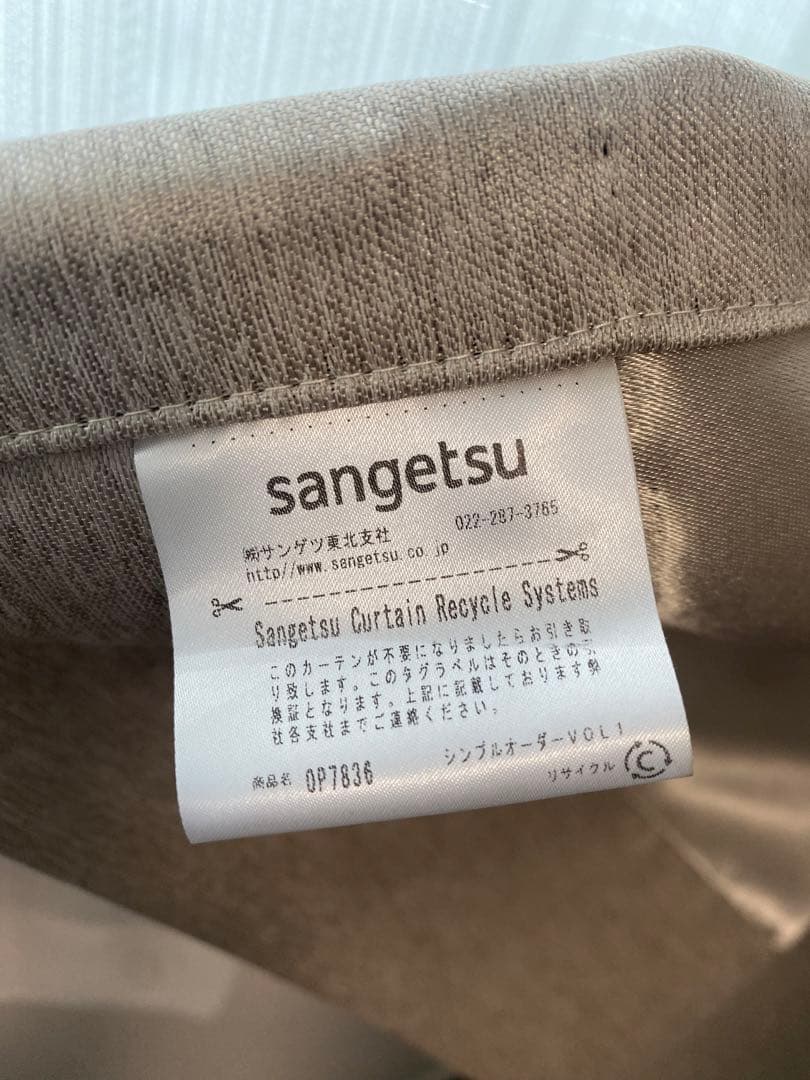 sangetsu
㈱サンゲツ東北支社 022-287-3765
http//www.sangetsu.co.jp
Sangetsu Curtain Recycle Systems
このカーテンが不要になりましたらお引き取
り致します。このタグラベルはそのときの引
換証となります。上記に記載しております弊
社各支社までご連絡ください。
商品名 OP7836 シンプルオーダーVOL1
リサイクル C